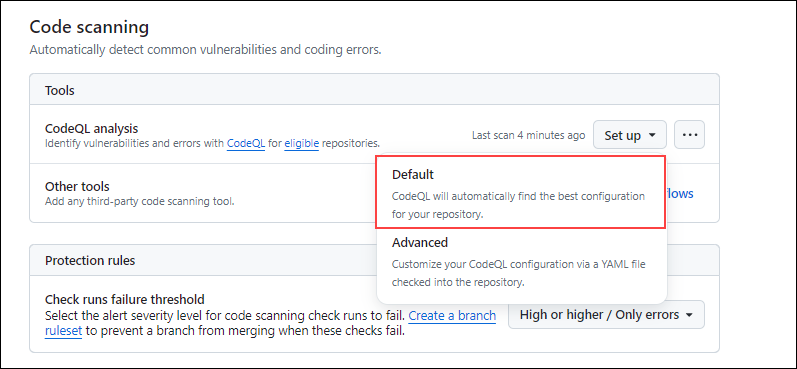 Code scanning
Automatically detect common vulnerabilities and coding errors.
Tools
CodeQL analysis
Identify vulnerabilities and errors with CodeQL for eligible repositories.
Last scan 4 minutes ago
Set up
Default
CodeQL will automatically find the best configuration
for your repository.
Advanced
Customize your CodeQL configuration via a YAML file
checked into the repository.
Other tools
Add any third-party code scanning tool.
flows
Protection rules
Check runs failure threshold
Select the alert severity level for code scanning check runs to fail. Create a branch
ruleset to prevent a branch from merging when these checks fail.
High or higher / Only errors